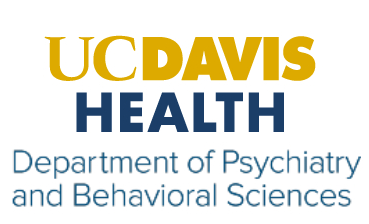 UCDAVIS
HEALTH
Department of Psychiatry
and Behavioral Sciences